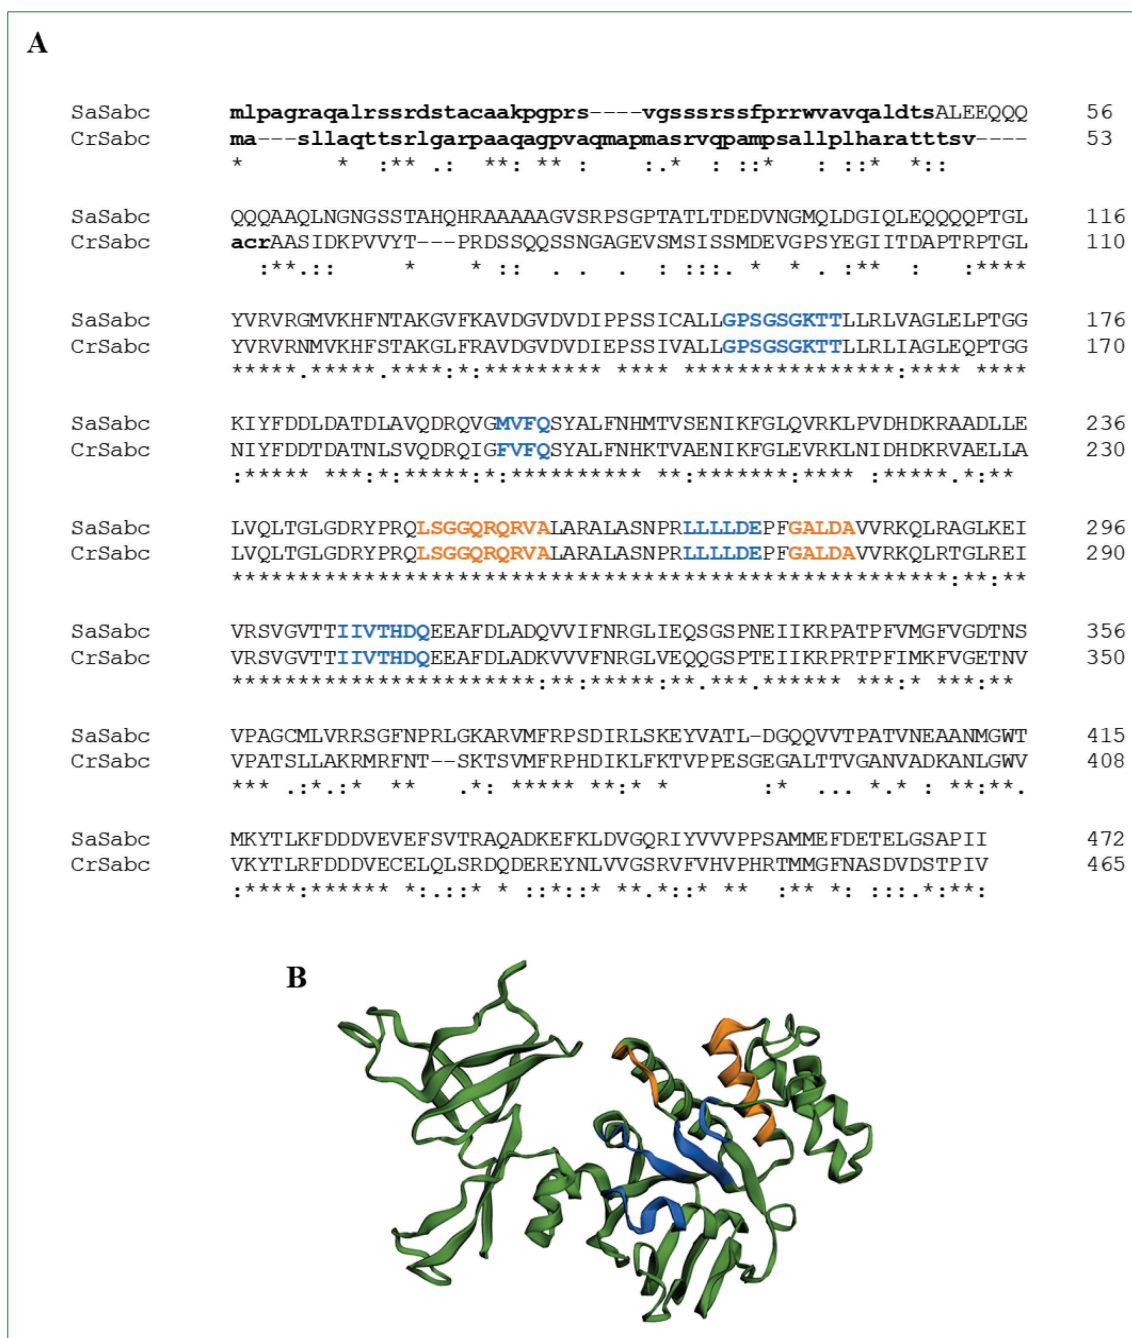 A
SaSabc mlpagraqalrssrdstacaakpgprs----vgsssrssfprrwvavqaldtsALEEQQQ 56
CrSabc ma---sllaqttsrlgarpaaqagpvaqmapmasrvqpampsallplharatttsv---- 53
* * :** .: **: ** : :.* : ::* : ::* ::
SaSabc QQQAAQLNGNGSSTAHQHRAAAAAGVSRPSGPTATLTDEDVNGMQLDGIQLEQQQQPTGL 116
CrSabc acrAASIDKPVVYT---PRDSSQQSSNGAGEVSMSISSMDEVGPSYEGIITDAPTRPTGL 110
:**.:: * * :: . . . : :::. * * . :** : :****
SaSabc YVRVRGMVKHFNTAKGVFKAVDGVDVDIPPSSICALLGPSGSGKTTLLRLVAGLELPTGG 176
CrSabc YVRVRNMVKHFSTAKGLFRAVDGVDVDIEPSSIVALLGPSGSGKTTLLRLIAGLEQPTGG 170
*****.*****.****:*:********* **** ****************:**** ****
SaSabc KIYFDDLDATDLAVQDRQVGMVFQSYALFNHMTVSENIKFGLQVRKLPVDHDKRAADLLE 236
CrSabc NIYFDDTDATNLSVQDRQIGFVFQSYALFNHKTVAENIKFGLEVRKLNIDHDKRVAELLA 230
:***** ***:*:*****:*:********** **:*******:**** :*****.*:**
SaSabc LVQLTGLGDRYPRQLSGGQRQRVALARALASNPRLLLLDEPFGALDAVVRKQLRAGLKEI 296
CrSabc LVQLTGLGDRYPRQLSGGQRQRVALARALASNPRLLLLDEPFGALDAVVRKQLRTGLREI 290
******************************************************:**:**
SaSabc VRSVGVTTIIVTHDQEEAFDLADQVVIFNRGLIEQSGSPNEIIKRPATPFVMGFVGDTNS 356
CrSabc VRSVGVTTIIVTHDQEEAFDLADKVVVFNRGLVEQQGSPTEIIKRPRTPFIMKFVGETNV 350
***********************:**:*****:**.***.****** ***:* ***:**
SaSabc VPAGCMLVRRSGFNPRLGKARVMFRPSDIRLSKEYVATL-DGQQVVTPATVNEAANMGWT 415
CrSabc VPATSLLAKRMRFNT--SKTSVMFRPHDIKLFKTVPPESGEGALTTVGANVADKANLGWV 408
*** .:*.:* ** .*: ***** **:* * :* ... *.* : **:**.
SaSabc MKYTLKFDDDVEVEFSVTRAQADKEFKLDVGQRIYVVVPPSAMMEFDETELGSAPII 472
CrSabc VKYTLRFDDDVECELQLSRDQDEREYNLVVGSRVFVHVPHRTMMGFNASDVDSTPIV 465
:****:****** *:.::* * ::*::* **.*::* ** :** *: :::.*:**:
B